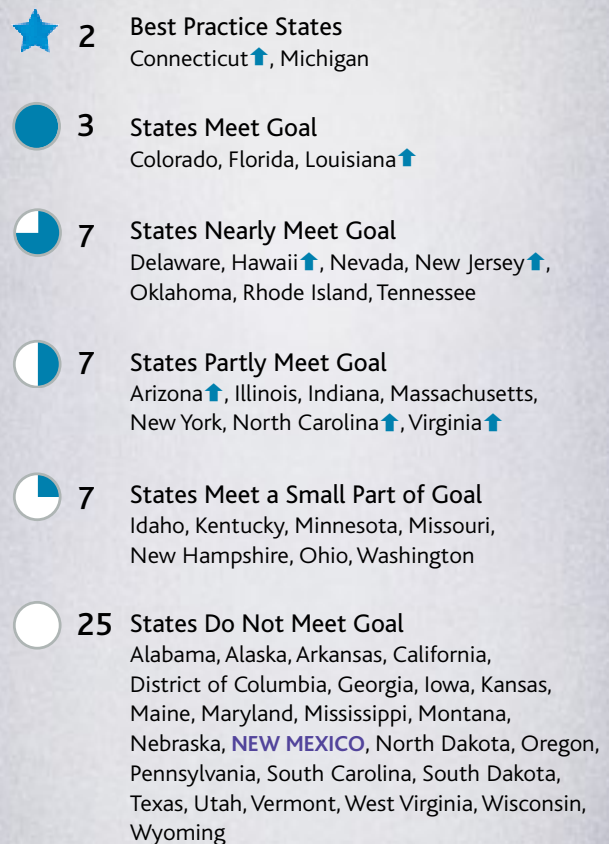 2 Best Practice States
Connecticut⬆, Michigan
3 States Meet Goal
Colorado, Florida, Louisiana⬆
7 States Nearly Meet Goal
Delaware, Hawaii⬆, Nevada, New Jersey⬆,
Oklahoma, Rhode Island, Tennessee
7 States Partly Meet Goal
Arizona⬆, Illinois, Indiana, Massachusetts,
New York, North Carolina⬆, Virginia⬆
7 States Meet a Small Part of Goal
Idaho, Kentucky, Minnesota, Missouri,
New Hampshire, Ohio, Washington
25 States Do Not Meet Goal
Alabama, Alaska, Arkansas, California,
District of Columbia, Georgia, Iowa, Kansas,
Maine, Maryland, Mississippi, Montana,
Nebraska, NEW MEXICO, North Dakota, Oregon,
Pennsylvania, South Carolina, South Dakota,
Texas, Utah, Vermont, West Virginia, Wisconsin,
Wyoming